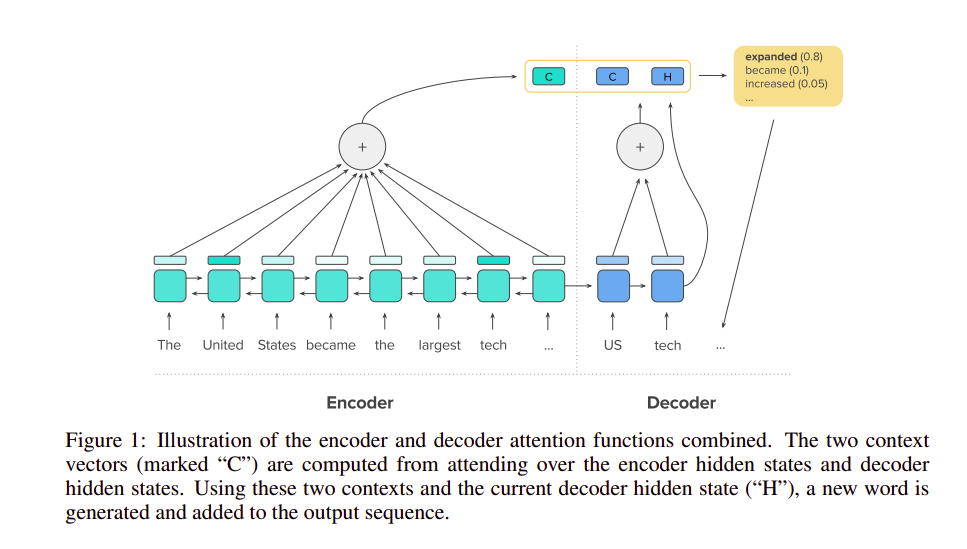 C C H
expanded (0.8)
became (0.1)
increased (0.05)
...
+ +
The United States became the largest tech ... US tech ...
Encoder Decoder
Figure 1: Illustration of the encoder and decoder attention functions combined. The two context
vectors (marked “C”) are computed from attending over the encoder hidden states and decoder
hidden states. Using these two contexts and the current decoder hidden state (“H”), a new word is
generated and added to the output sequence.